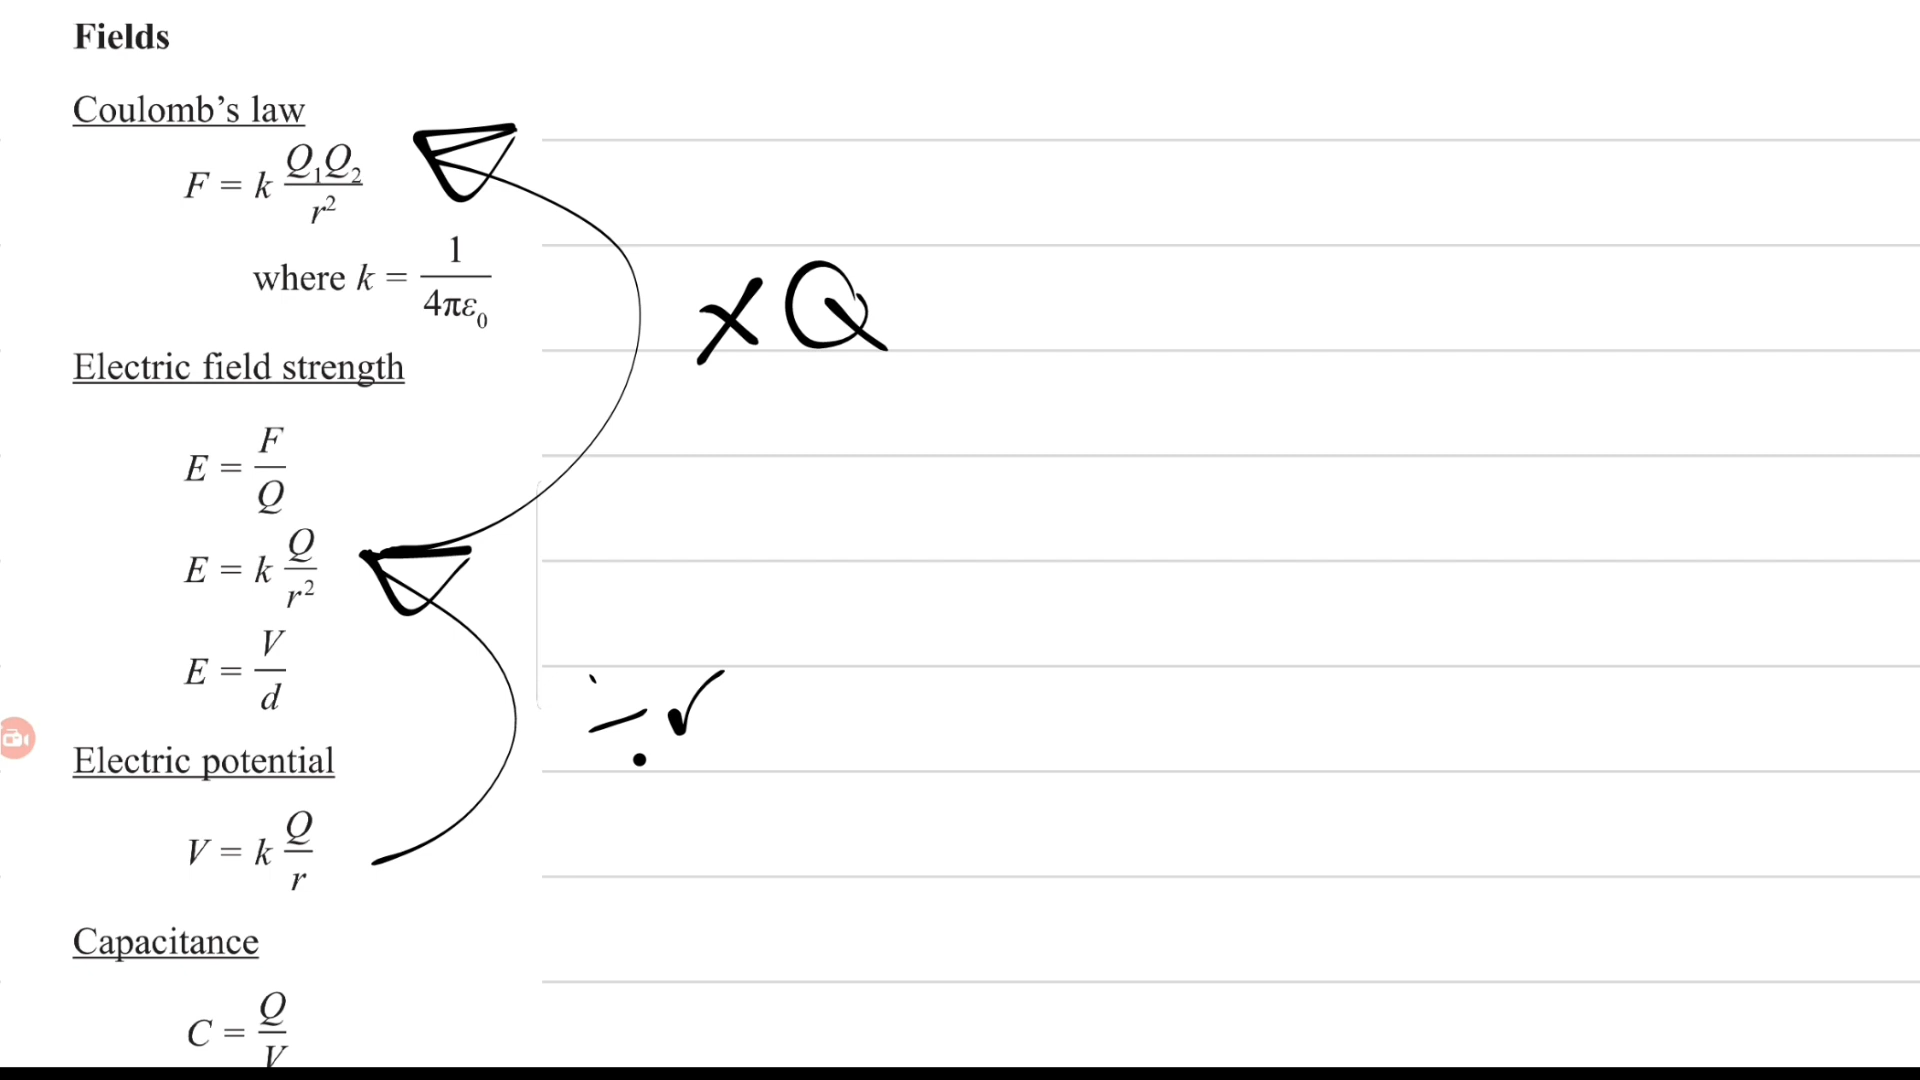 Fields
Coulomb's law
F = k Q₁Q₂ / r²
where k = 1 / 4πε₀
×Q
Electric field strength
E = F / Q
E = k Q / r²
E = V / d
÷r
Electric potential
V = k Q / r
Capacitance
C = Q / V